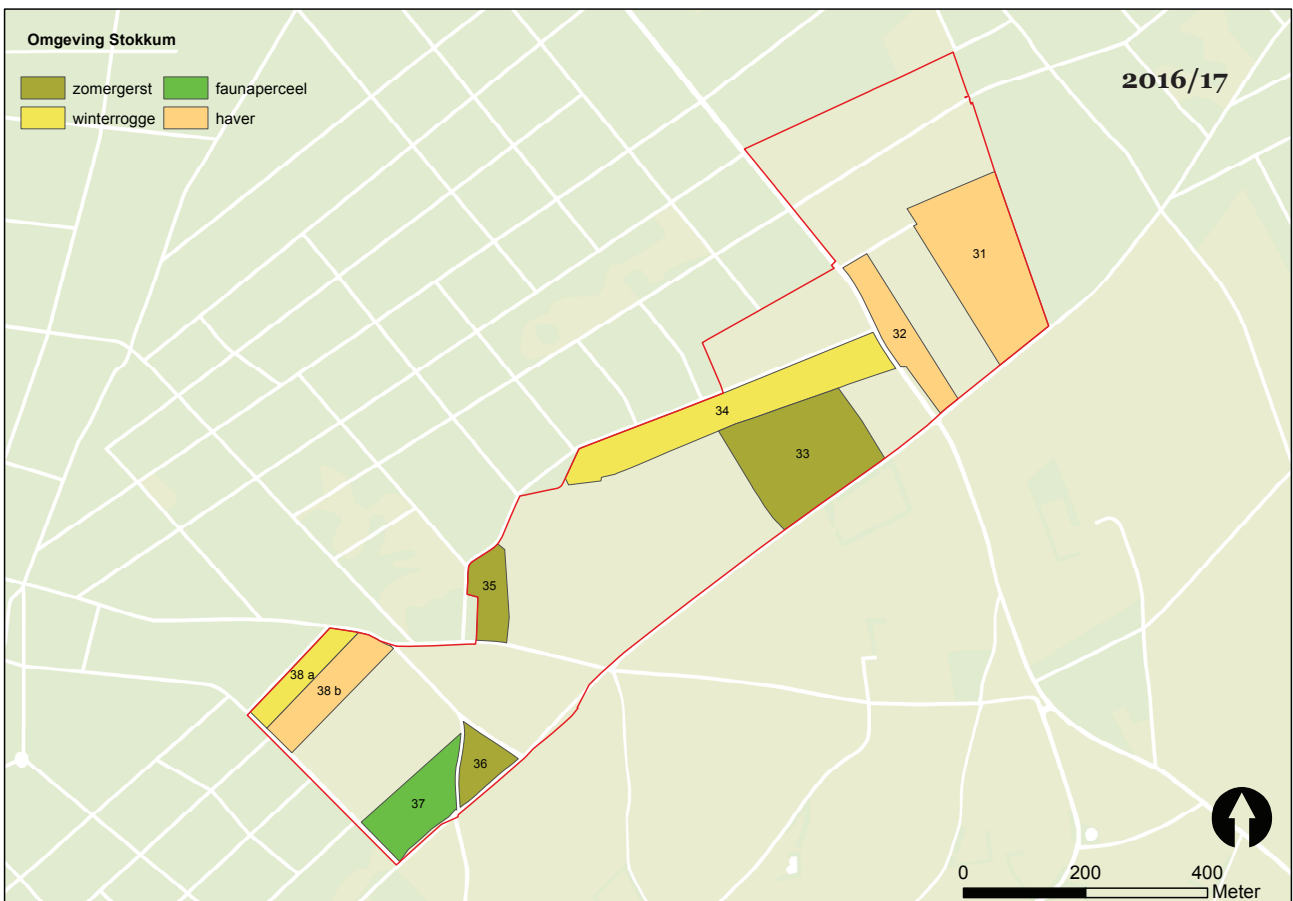 Omgeving Stokkum
2016/17
zomergerst
faunaperceel
winterrogge
haver
31
32
34
33
35
38 a
38 b
36
37
0 200 400
Meter